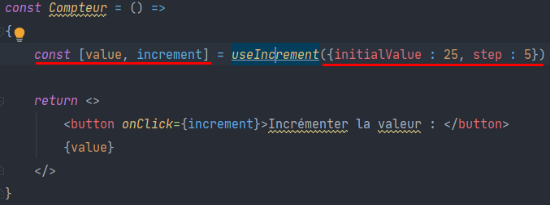 const Compteur = () =>
{
const [value, increment] = useIncrement({initialValue : 25, step : 5})
return <>
<button onClick={increment}>Incrémenter la valeur : </button>
{value}
</>
}